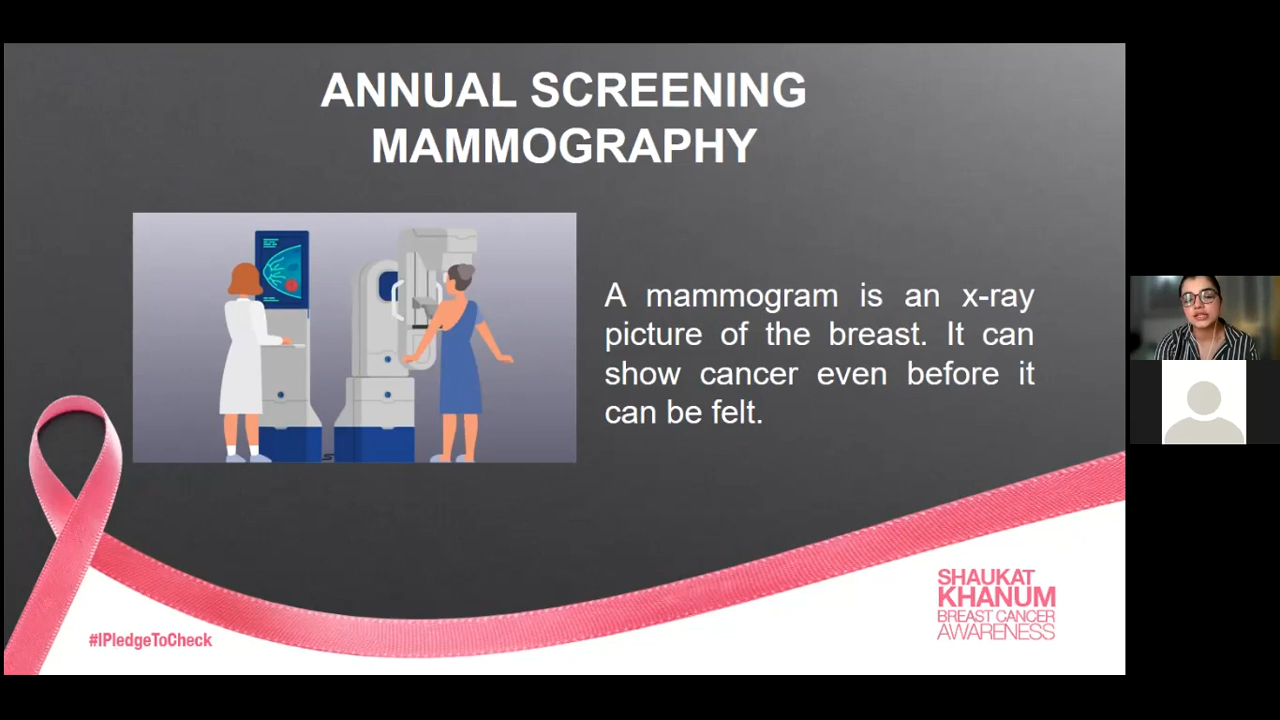 ANNUAL SCREENING
MAMMOGRAPHY
A mammogram is an x-ray
picture of the breast. It can
show cancer even before it
can be felt.
#IPledgeToCheck
SHAUKAT
KHANUM
BREAST CANCER
AWARENESS